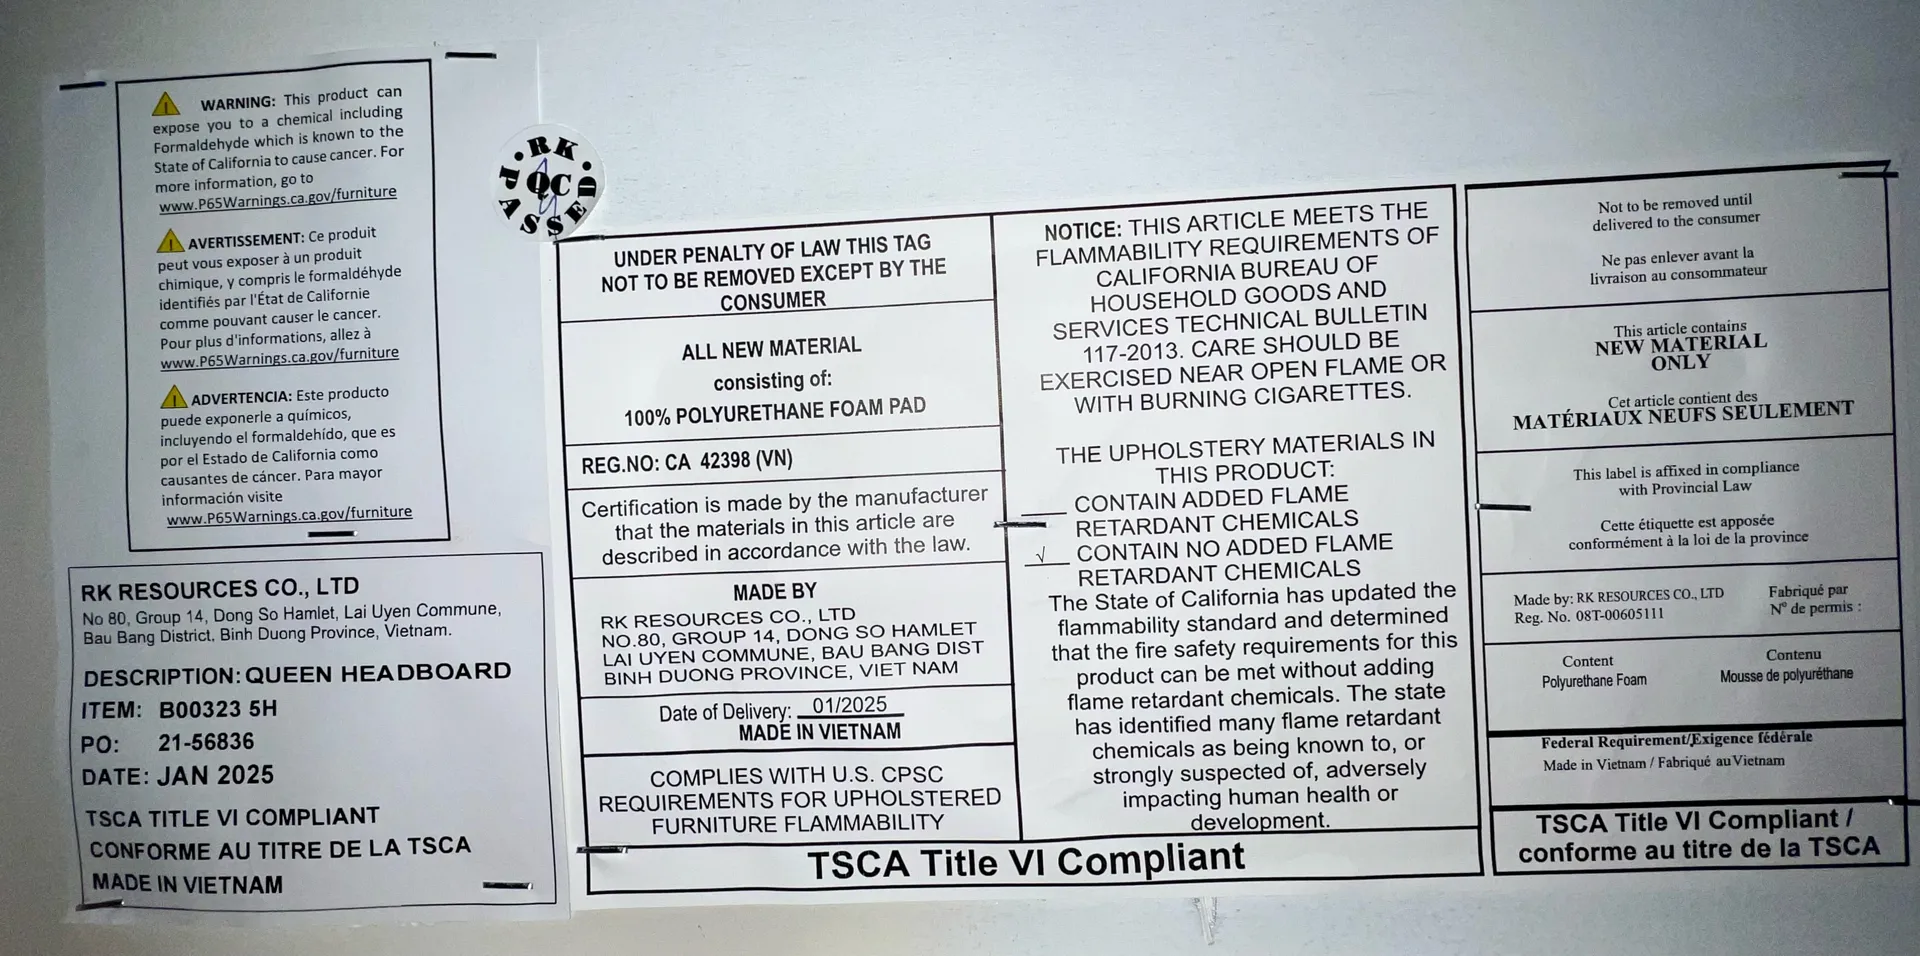 WARNING: This product can
expose you to a chemical including
Formaldehyde which is known to the
State of California to cause cancer. For
more information, go to
www.P65Warnings.ca.gov/furniture
AVERTISSEMENT: Ce produit
peut vous exposer à un produit
chimique, y compris le formaldéhyde
identifiés par l'État de Californie
comme pouvant causer le cancer.
Pour plus d'informations, allez à
www.P65Warnings.ca.gov/furniture
ADVERTENCIA: Este producto
puede exponerle a químicos,
incluyendo el formaldehído, que es
por el Estado de California como
causantes de cáncer. Para mayor
información visite
www.P65Warnings.ca.gov/furniture
RK RESOURCES CO., LTD
No 80, Group 14, Dong So Hamlet, Lai Uyen Commune,
Bau Bang District, Binh Duong Province, Vietnam.
DESCRIPTION: QUEEN HEADBOARD
ITEM: B00323 5H
PO: 21-56836
DATE: JAN 2025
TSCA TITLE VI COMPLIANT
CONFORME AU TITRE DE LA TSCA
MADE IN VIETNAM
RK
QC
PASSED
UNDER PENALTY OF LAW THIS TAG
NOT TO BE REMOVED EXCEPT BY THE
CONSUMER
ALL NEW MATERIAL
consisting of:
100% POLYURETHANE FOAM PAD
REG.NO: CA 42398 (VN)
Certification is made by the manufacturer
that the materials in this article are
described in accordance with the law.
MADE BY
RK RESOURCES CO., LTD
NO.80, GROUP 14, DONG SO HAMLET
LAI UYEN COMMUNE, BAU BANG DIST
BINH DUONG PROVINCE, VIET NAM
Date of Delivery: 01/2025
MADE IN VIETNAM
COMPLIES WITH U.S. CPSC
REQUIREMENTS FOR UPHOLSTERED
FURNITURE FLAMMABILITY
NOTICE: THIS ARTICLE MEETS THE
FLAMMABILITY REQUIREMENTS OF
CALIFORNIA BUREAU OF
HOUSEHOLD GOODS AND
SERVICES TECHNICAL BULLETIN
117-2013. CARE SHOULD BE
EXERCISED NEAR OPEN FLAME OR
WITH BURNING CIGARETTES.
THE UPHOLSTERY MATERIALS IN
THIS PRODUCT:
____ CONTAIN ADDED FLAME
RETARDANT CHEMICALS
√ CONTAIN NO ADDED FLAME
RETARDANT CHEMICALS
The State of California has updated the
flammability standard and determined
that the fire safety requirements for this
product can be met without adding
flame retardant chemicals. The state
has identified many flame retardant
chemicals as being known to, or
strongly suspected of, adversely
impacting human health or
development.
TSCA Title VI Compliant
Not to be removed until
delivered to the consumer
Ne pas enlever avant la
livraison au consommateur
This article contains
NEW MATERIAL
ONLY
Cet article contient des
MATÉRIAUX NEUFS SEULEMENT
This label is affixed in compliance
with Provincial Law
Cette étiquette est apposée
conformément à la loi de la province
Made by: RK RESOURCES CO., LTD Fabriqué par
Reg. No. 08T-00605111 N° de permis :
Content Contenu
Polyurethane Foam Mousse de polyuréthane
Federal Requirement/Exigence fédérale
Made in Vietnam / Fabriqué au Vietnam
TSCA Title VI Compliant /
conforme au titre de la TSCA